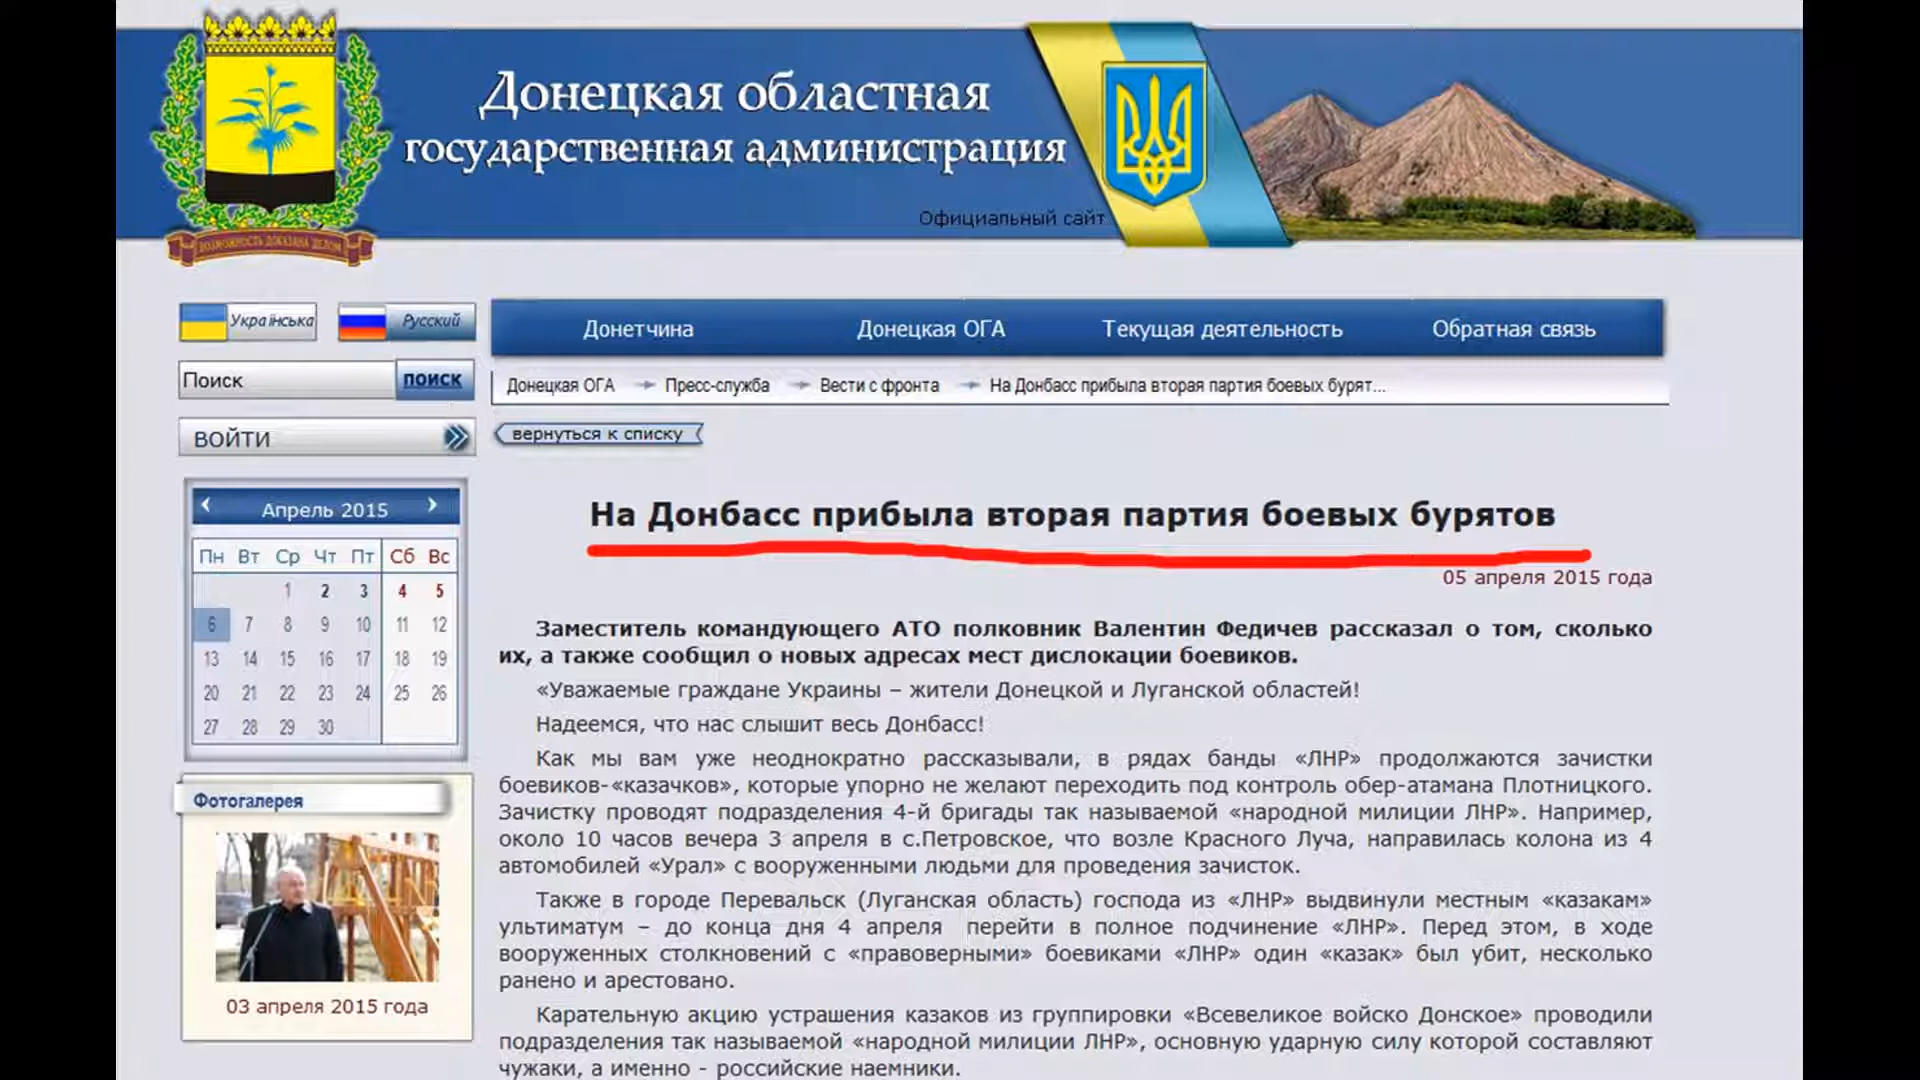 Донецкая областная
государственная администрация
Официальный сайт
ВОЗМОЖНОСТЬ ДОКАЗАНА ДЕЛОМ
Українська
Русский
Донетчина
Донецкая ОГА
Текущая деятельность
Обратная связь
Поиск
поиск
Донецкая ОГА
Пресс-служба
Вести с фронта
На Донбасс прибыла вторая партия боевых бурят...
ВОЙТИ
вернуться к списку
Апрель 2015
Пн Вт Ср Чт Пт Сб Вс
1 2 3 4 5
6 7 8 9 10 11 12
13 14 15 16 17 18 19
20 21 22 23 24 25 26
27 28 29 30
Фотогалерея
03 апреля 2015 года
На Донбасс прибыла вторая партия боевых бурятов
05 апреля 2015 года
Заместитель командующего АТО полковник Валентин Федичев рассказал о том, сколько
их, а также сообщил о новых адресах мест дислокации боевиков.
«Уважаемые граждане Украины – жители Донецкой и Луганской областей!
Надеемся, что нас слышит весь Донбасс!
Как мы вам уже неоднократно рассказывали, в рядах банды «ЛНР» продолжаются зачистки
боевиков-«казачков», которые упорно не желают переходить под контроль обер-атамана Плотницкого.
Зачистку проводят подразделения 4-й бригады так называемой «народной милиции ЛНР». Например,
около 10 часов вечера 3 апреля в с.Петровское, что возле Красного Луча, направилась колона из 4
автомобилей «Урал» с вооруженными людьми для проведения зачисток.
Также в городе Перевальск (Луганская область) господа из «ЛНР» выдвинули местным «казакам»
ультиматум – до конца дня 4 апреля перейти в полное подчинение «ЛНР». Перед этом, в ходе
вооруженных столкновений с «правоверными» боевиками «ЛНР» один «казак» был убит, несколько
ранено и арестовано.
Карательную акцию устрашения казаков из группировки «Всевеликое войско Донское» проводили
подразделения так называемой «народной милиции ЛНР», основную ударную силу которой составляют
чужаки, а именно - российские наемники.